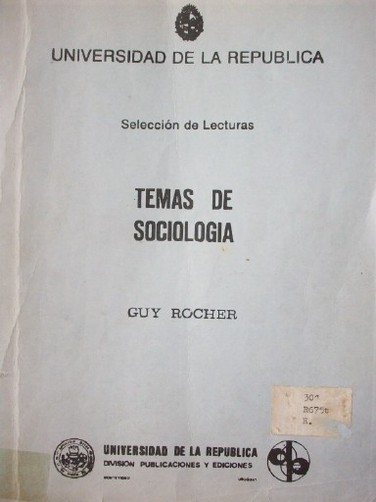 UNIVERSIDAD DE LA REPUBLICA
Selección de Lecturas
TEMAS DE
SOCIOLOGIA
GUY ROCHER
301
R675t
R.
UNIVERSIDAD DE LA REPUBLICA
DIVISIÓN PUBLICACIONES Y EDICIONES